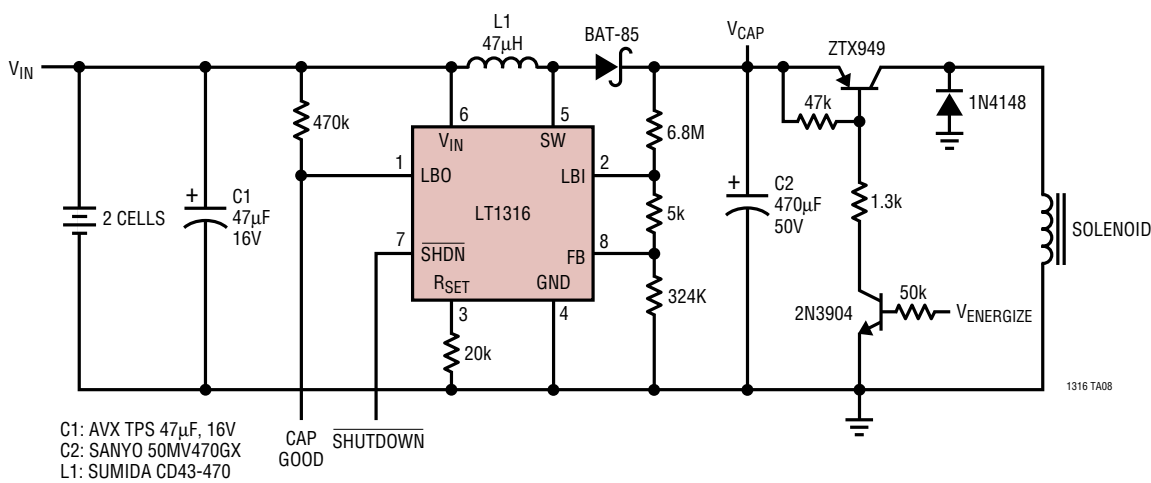 L1
47µH
BAT-85
VCAP
ZTX949
VIN
470k
6
5
6.8M
47k
1N4148
VIN
SW
1
LBO
LBI
2
+
C1
47µF
16V
2 CELLS
LT1316
5k
+
C2
470µF
50V
1.3k
SOLENOID
7
SHDN
FB
8
RSET
GND
3
4
324K
2N3904
50k
VENERGIZE
20k
1316 TA08
C1: AVX TPS 47µF, 16V
C2: SANYO 50MV470GX
L1: SUMIDA CD43-470
CAP
GOOD
SHUTDOWN